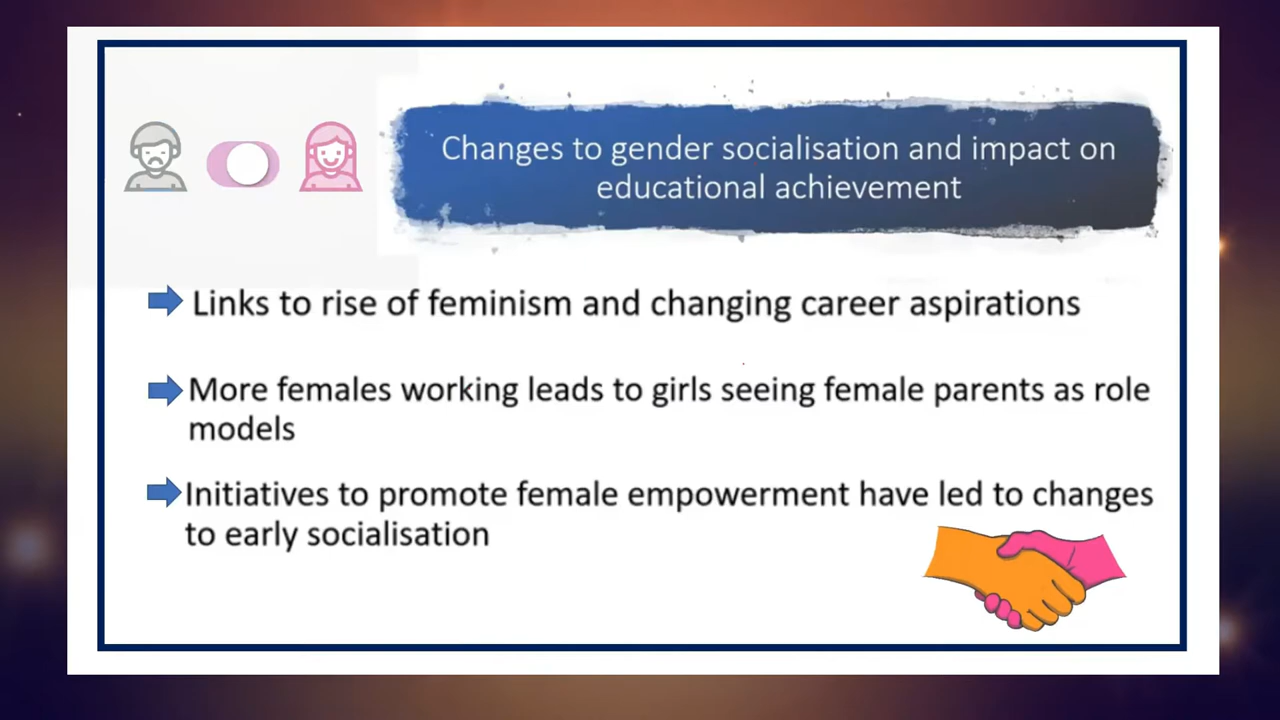 Changes to gender socialisation and impact on
educational achievement
Links to rise of feminism and changing career aspirations
More females working leads to girls seeing female parents as role
models
Initiatives to promote female empowerment have led to changes
to early socialisation